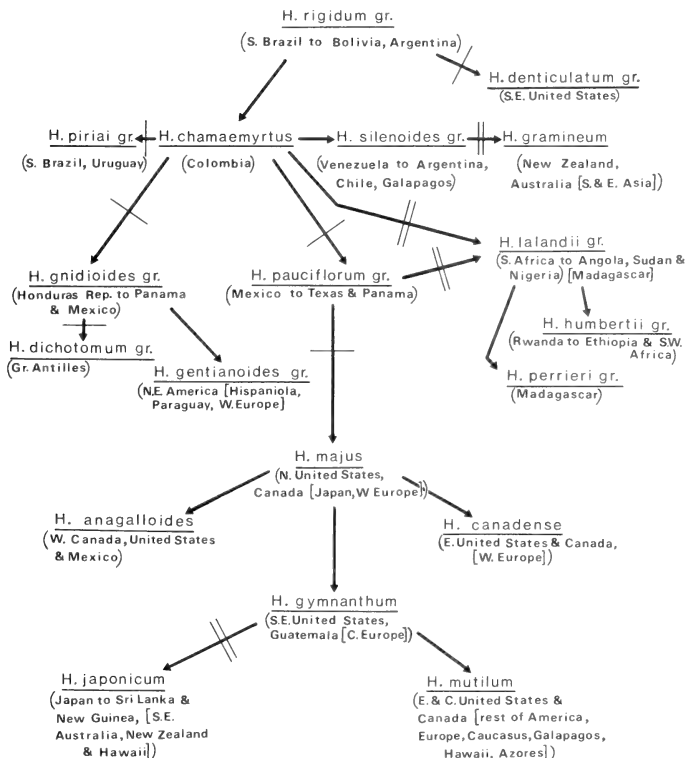 H. rigidum gr.
(S. Brazil to Bolivia, Argentina)
H. denticulatum gr.
(S.E. United States)
H. piriai gr.
(S. Brazil, Uruguay)
H. chamaemyrtus
(Colombia)
H. silenoides gr.
(Venezuela to Argentina,
Chile, Galapagos)
H. gramineum
(New Zealand,
Australia [S. & E. Asia])
H. lalandii gr.
(S. Africa to Angola, Sudan &
Nigeria) [Madagascar]
H. gnidioides gr.
(Honduras Rep. to Panama
& Mexico)
H. pauciflorum gr.
(Mexico to Texas & Panama)
H. humbertii gr.
(Rwanda to Ethiopia & S.W.
Africa)
H. dichotomum gr.
(Gr. Antilles)
H. gentianoides gr.
(N.E. America [Hispaniola,
Paraguay, W. Europe]
H. perrieri gr.
(Madagascar)
H. majus
(N. United States,
Canada [Japan, W Europe])
H. anagalloides
(W. Canada, United States
& Mexico)
H. canadense
(E. United States & Canada,
[W. Europe])
H. gymnanthum
(S.E. United States,
Guatemala [C. Europe])
H. japonicum
(Japan to Sri Lanka &
New Guinea, [S.E.
Australia, New Zealand
& Hawaii])
H. mutilum
(E. & C. United States &
Canada [rest of America,
Europe, Caucasus, Galapagos,
Hawaii, Azores])